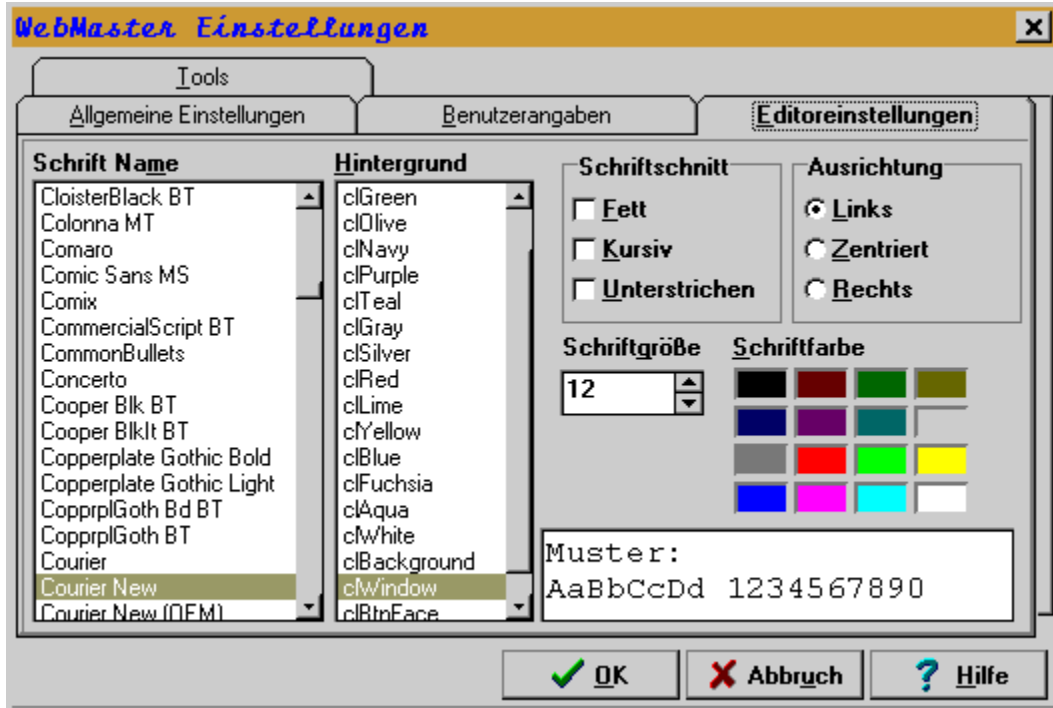 WebMaster Einstellungen
Tools
Allgemeine Einstellungen
Benutzerangaben
Editoreinstellungen
Schrift Name
CloisterBlack BT
Colonna MT
Comaro
Comic Sans MS
Comix
CommercialScript BT
CommonBullets
Concerto
Cooper Blk BT
Cooper BlkIt BT
Copperplate Gothic Bold
Copperplate Gothic Light
CopprplGoth Bd BT
CopprplGoth BT
Courier
Courier New
Courier New (OEM)
Hintergrund
clGreen
clOlive
clNavy
clPurple
clTeal
clGray
clSilver
clRed
clLime
clYellow
clBlue
clFuchsia
clAqua
clWhite
clBackground
clWindow
clBtnFace
Schriftschnitt
Fett
Kursiv
Unterstrichen
Ausrichtung
Links
Zentriert
Rechts
Schriftgröße
12
Schriftfarbe
Muster:
AaBbCcDd 1234567890
OK
Abbruch
? Hilfe